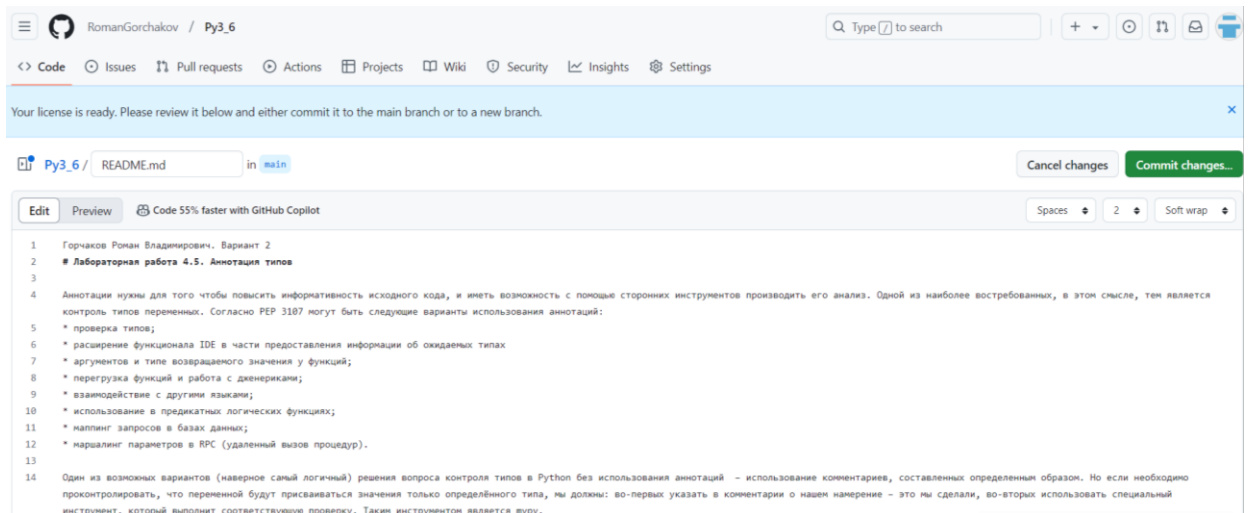 RomanGorchakov / Py3_6
Type / to search
<> Code Issues Pull requests Actions Projects Wiki Security Insights Settings
Your license is ready. Please review it below and either commit it to the main branch or to a new branch.
Py3_6 / README.md in main
Cancel changes Commit changes...
Edit Preview Code 55% faster with GitHub Copilot
Spaces 2 Soft wrap
1 Горчаков Роман Владимирович. Вариант 2
2 # Лабораторная работа 4.5. Аннотация типов
3
4 Аннотации нужны для того чтобы повысить информативность исходного кода, и иметь возможность с помощью сторонних инструментов производить его анализ. Одной из наиболее востребованных, в этом смысле, тем является
контроль типов переменных. Согласно PEP 3107 могут быть следующие варианты использования аннотаций:
5 * проверка типов;
6 * расширение функционала IDE в части предоставления информации об ожидаемых типах
7 * аргументов и типе возвращаемого значения у функций;
8 * перегрузка функций и работа с дженериками;
9 * взаимодействие с другими языками;
10 * использование в предикатных логических функциях;
11 * маппинг запросов в базах данных;
12 * маршалинг параметров в RPC (удаленный вызов процедур).
13
14 Один из возможных вариантов (наверное самый логичный) решения вопроса контроля типов в Python без использования аннотаций – использование комментариев, составленных определенным образом. Но если необходимо
проконтролировать, что переменной будут присваиваться значения только определённого типа, мы должны: во-первых указать в комментарии о нашем намерение – это мы сделали, во-вторых использовать специальный
инструмент, который выполнит соответствующую проверку. Таким инструментом является mypy.